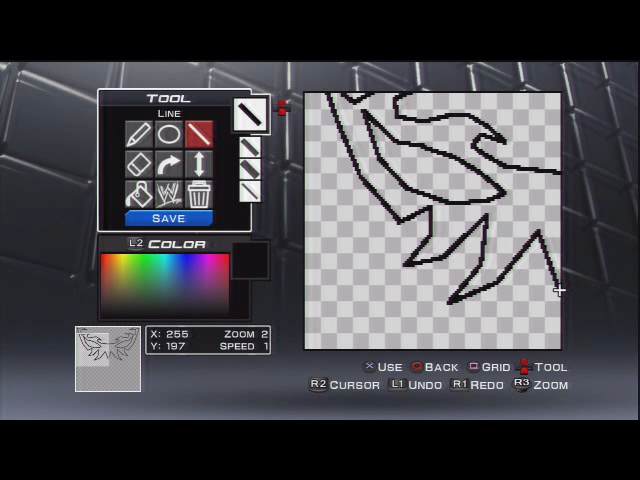 TOOL
LINE
SAVE
L2 COLOR
X: 255 ZOOM 2
Y: 197 SPEED 1
USE BACK GRID TOOL
R2 CURSOR L1 UNDO R1 REDO R3 ZOOM